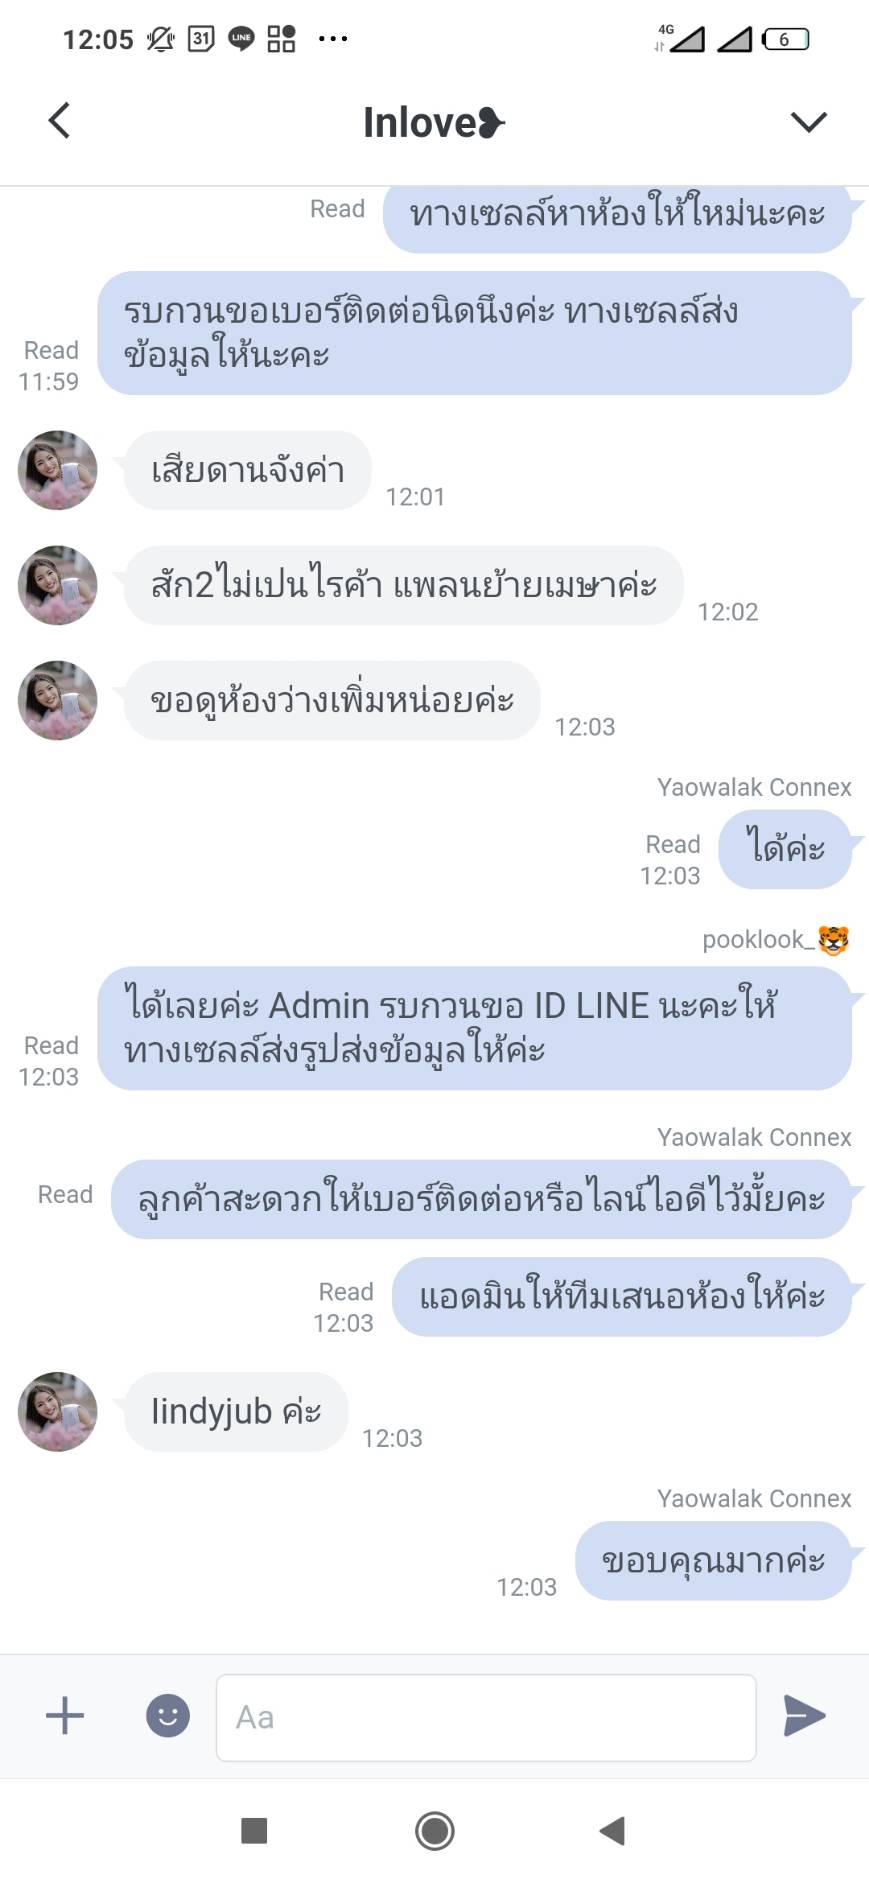 12:05
31
LINE
4G
6
Inlove
Read
ทางเซลล์หาห้องให้ใหม่นะคะ
รบกวนขอเบอร์ติดต่อนิดนึงค่ะ ทางเซลล์ส่ง
ข้อมูลให้นะคะ
Read
11:59
เสียดานจังค่า
12:01
สัก2ไม่เปนไรค้า แพลนย้ายเมษาค่ะ
12:02
ขอดูห้องว่างเพิ่มหน่อยค่ะ
12:03
Yaowalak Connex
Read
12:03
ได้ค่ะ
pooklook_🐯
ได้เลยค่ะ Admin รบกวนขอ ID LINE นะคะให้
ทางเซลล์ส่งรูปส่งข้อมูลให้ค่ะ
Read
12:03
Yaowalak Connex
Read
ลูกค้าสะดวกให้เบอร์ติดต่อหรือไลน์ไอดีไว้มั้ยคะ
Read
12:03
แอดมินให้ทีมเสนอห้องให้ค่ะ
lindyjub ค่ะ
12:03
Yaowalak Connex
12:03
ขอบคุณมากค่ะ
Aa